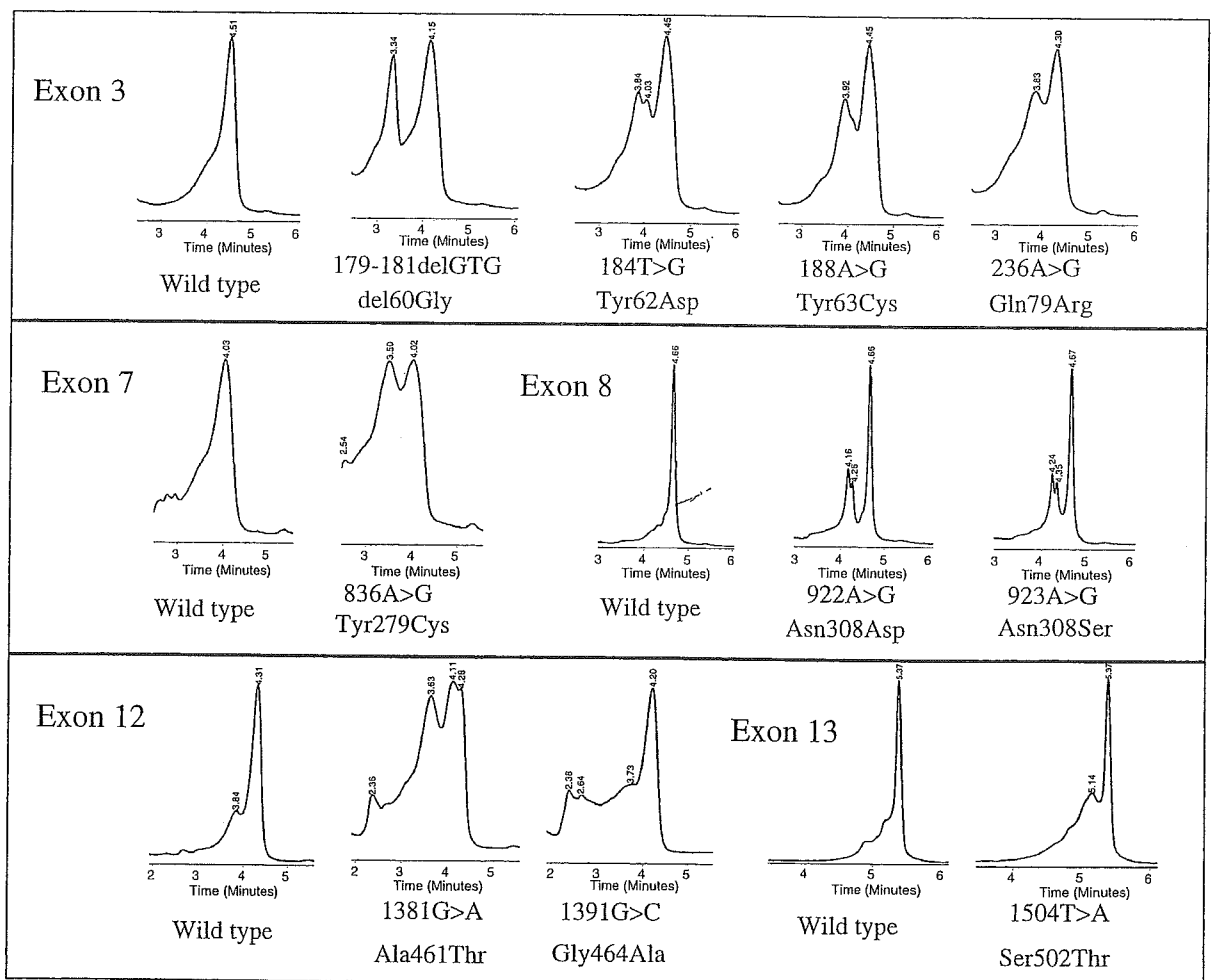 Exon 3
4.51
3 4 5 6
Time (Minutes)
Wild type
3.34 4.15
3 4 5 6
Time (Minutes)
179-181delGTG
del60Gly
3.84 4.03 4.45
3 4 5 6
Time (Minutes)
184T>G
Tyr62Asp
3.92 4.45
3 4 5 6
Time (Minutes)
188A>G
Tyr63Cys
3.83 4.30
3 4 5 6
Time (Minutes)
236A>G
Gln79Arg
Exon 7
4.03
3 4 5
Time (Minutes)
Wild type
2.54 3.50 4.02
3 4 5
Time (Minutes)
836A>G
Tyr279Cys
Exon 8
4.66
3 4 5 6
Time (Minutes)
Wild type
4.16 4.26 4.66
3 4 5 6
Time (Minutes)
922A>G
Asn308Asp
4.24 4.35 4.67
3 4 5 6
Time (Minutes)
923A>G
Asn308Ser
Exon 12
3.84 4.31
2 3 4 5
Time (Minutes)
Wild type
2.36 3.63 4.11 4.28
2 3 4 5
Time (Minutes)
1381G>A
Ala461Thr
2.38 2.64 3.73 4.20
2 3 4 5
Time (Minutes)
1391G>C
Gly464Ala
Exon 13
5.37
4 5 6
Time (Minutes)
Wild type
5.14 5.37
4 5 6
Time (Minutes)
1504T>A
Ser502Thr